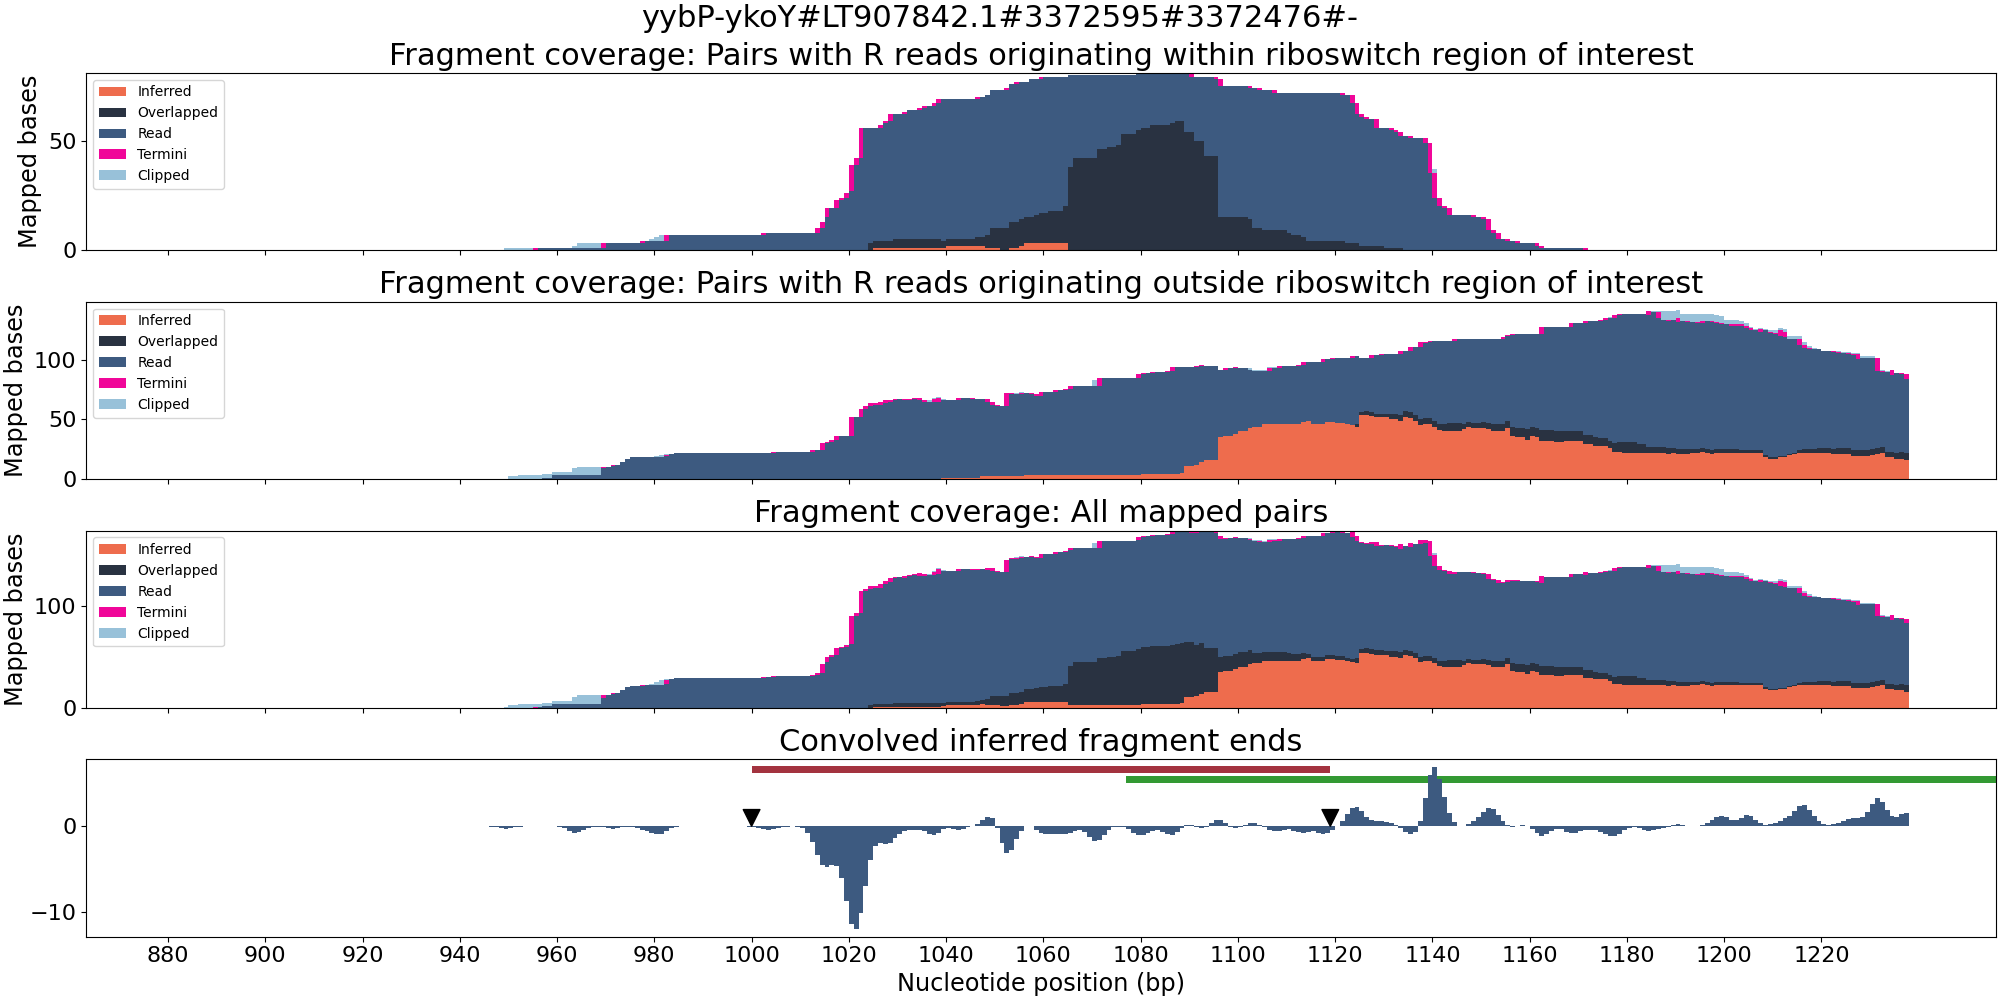 yybP-ykoY#LT907842.1#3372595#3372476#-
Fragment coverage: Pairs with R reads originating within riboswitch region of interest
Mapped bases
50
0
Inferred
Overlapped
Read
Termini
Clipped
Fragment coverage: Pairs with R reads originating outside riboswitch region of interest
Mapped bases
100
50
0
Inferred
Overlapped
Read
Termini
Clipped
Fragment coverage: All mapped pairs
Mapped bases
100
0
Inferred
Overlapped
Read
Termini
Clipped
Convolved inferred fragment ends
0
−10
880 900 920 940 960 980 1000 1020 1040 1060 1080 1100 1120 1140 1160 1180 1200 1220
Nucleotide position (bp)